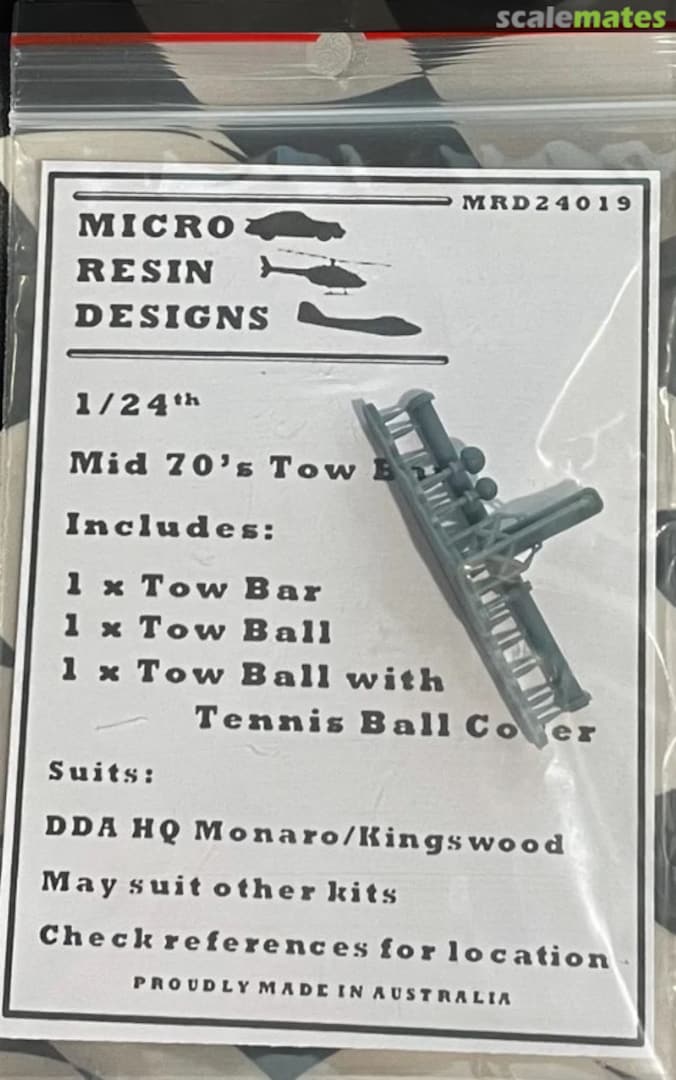 scalemates
MRD24019
MICRO
RESIN
DESIGNS
1/24th
Mid 70's Tow
Includes:
1 x Tow Bar
1 x Tow Ball
1 x Tow Ball with
Tennis Ball Cover
Suits:
DDA HQ Monaro/Kingswood
May suit other kits
Check references for location
PROUDLY MADE IN AUSTRALIA